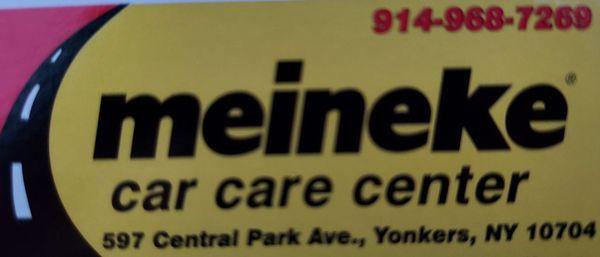 914-968-7269
meineke®
car care center
597 Central Park Ave., Yonkers, NY 10704